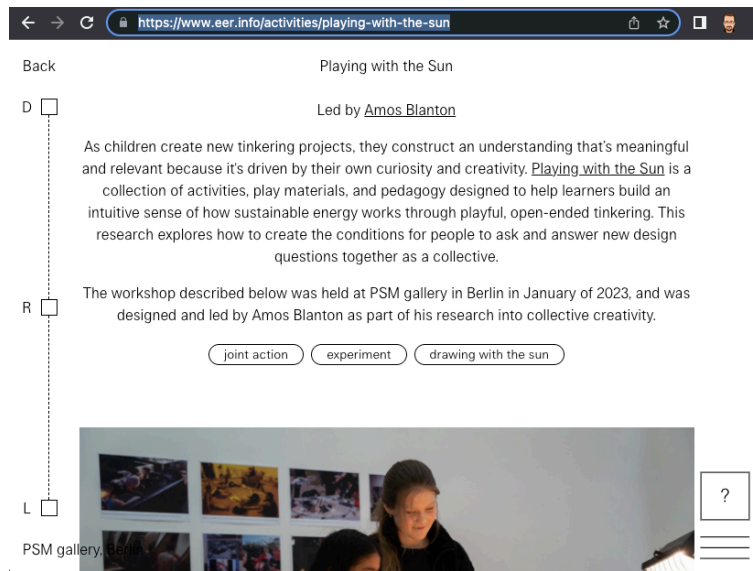 https://www.eer.info/activities/playing-with-the-sun
Back
Playing with the Sun
D
Led by Amos Blanton
As children create new tinkering projects, they construct an understanding that's meaningful
and relevant because it's driven by their own curiosity and creativity. Playing with the Sun is a
collection of activities, play materials, and pedagogy designed to help learners build an
intuitive sense of how sustainable energy works through playful, open-ended tinkering. This
research explores how to create the conditions for people to ask and answer new design
questions together as a collective.
The workshop described below was held at PSM gallery in Berlin in January of 2023, and was
designed and led by Amos Blanton as part of his research into collective creativity.
R
joint action
experiment
drawing with the sun
?
L
PSM gallery, Berlin